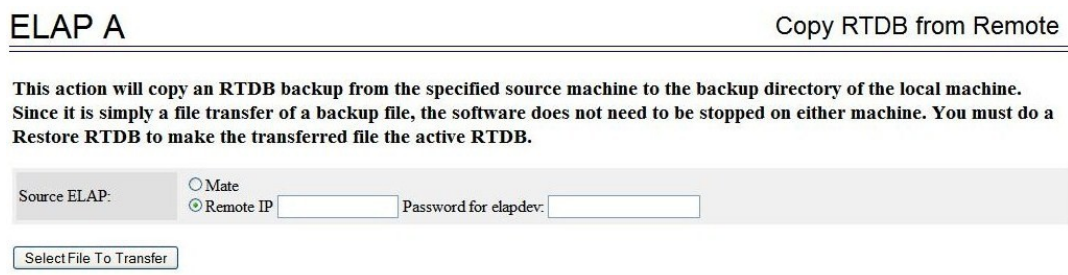 ELAP A
Copy RTDB from Remote
This action will copy an RTDB backup from the specified source machine to the backup directory of the local machine.
Since it is simply a file transfer of a backup file, the software does not need to be stopped on either machine. You must do a
Restore RTDB to make the transferred file the active RTDB.
Source ELAP:
Mate
Remote IP Password for elapdev:
Select File To Transfer